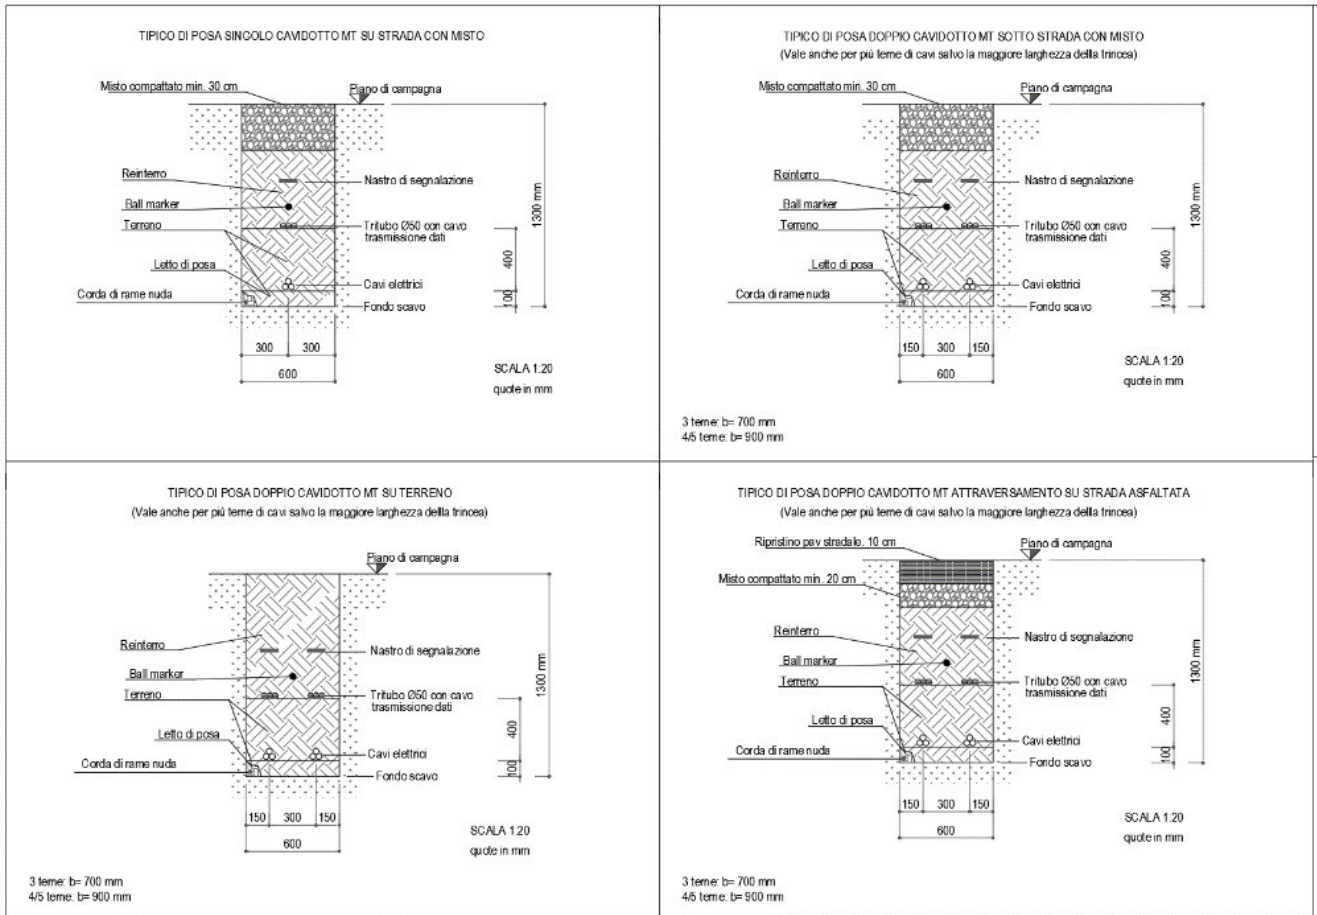 TIPICO DI POSA SINGOLO CAVIDOTTO MT SU STRADA CON MISTO
Misto compattato min. 30 cm
Piano di campagna
Reinterro
Nastro di segnalazione
Ball marker
Terreno
Tritubo Ø50 con cavo
trasmissione dati
Letto di posa
Cavi elettrici
Corda di rame nuda
Fondo scavo
1300 mm
400
100
300 300
600
SCALA 1:20
quote in mm
TIPICO DI POSA DOPPIO CAVIDOTTO MT SOTTO STRADA CON MISTO
(Vale anche per più terne di cavi salvo la maggiore larghezza della trincea)
Misto compattato min. 30 cm
Piano di campagna
Reinterro
Nastro di segnalazione
Ball marker
Terreno
Tritubo Ø50 con cavo
trasmissione dati
Letto di posa
Cavi elettrici
Corda di rame nuda
Fondo scavo
1300 mm
400
100
150 300 150
600
SCALA 1:20
quote in mm
3 terne: b= 700 mm
4/5 terne: b= 900 mm
TIPICO DI POSA DOPPIO CAVIDOTTO MT SU TERRENO
(Vale anche per più terne di cavi salvo la maggiore larghezza dellla trincea)
Piano di campagna
Reinterro
Nastro di segnalazione
Ball marker
Terreno
Tritubo Ø50 con cavo
trasmissione dati
Letto di posa
Cavi elettrici
Corda di rame nuda
Fondo scavo
1300 mm
400
100
150 300 150
600
SCALA 1:20
quote in mm
3 terne: b= 700 mm
4/5 terne: b= 900 mm
TIPICO DI POSA DOPPIO CAVIDOTTO MT ATTRAVERSAMENTO SU STRADA ASFALTATA
(Vale anche per più terne di cavi salvo la maggiore larghezza della trincea)
Ripristino pav stradale. 10 cm
Piano di campagna
Misto compattato min. 20 cm
Reinterro
Nastro di segnalazione
Ball marker
Terreno
Tritubo Ø50 con cavo
trasmissione dati
Letto di posa
Cavi elettrici
Corda di rame nuda
Fondo scavo
1300 mm
400
100
150 300 150
600
SCALA 1:20
quote in mm
3 terne: b= 700 mm
4/5 terne: b= 900 mm